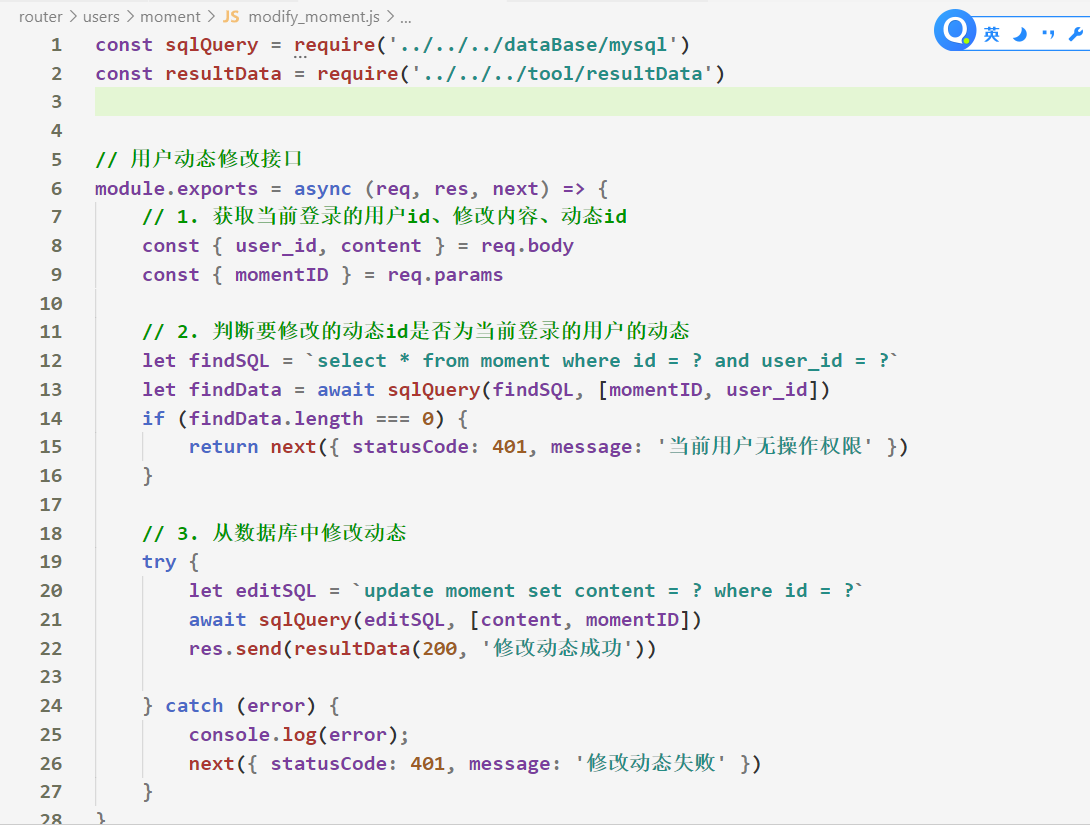 router > users > moment > JS modify_moment.js > ...
英
1 const sqlQuery = require('../../../dataBase/mysql')
2 const resultData = require('../../../tool/resultData')
3
4
5 // 用户动态修改接口
6 module.exports = async (req, res, next) => {
7     // 1. 获取当前登录的用户id、修改内容、动态id
8     const { user_id, content } = req.body
9     const { momentID } = req.params
10
11     // 2. 判断要修改的动态id是否为当前登录的用户的动态
12     let findSQL = `select * from moment where id = ? and user_id = ?`
13     let findData = await sqlQuery(findSQL, [momentID, user_id])
14     if (findData.length === 0) {
15         return next({ statusCode: 401, message: '当前用户无操作权限' })
16     }
17
18     // 3. 从数据库中修改动态
19     try {
20         let editSQL = `update moment set content = ? where id = ?`
21         await sqlQuery(editSQL, [content, momentID])
22         res.send(resultData(200, '修改动态成功'))
23
24     } catch (error) {
25         console.log(error);
26         next({ statusCode: 401, message: '修改动态失败' })
27     }
28 }